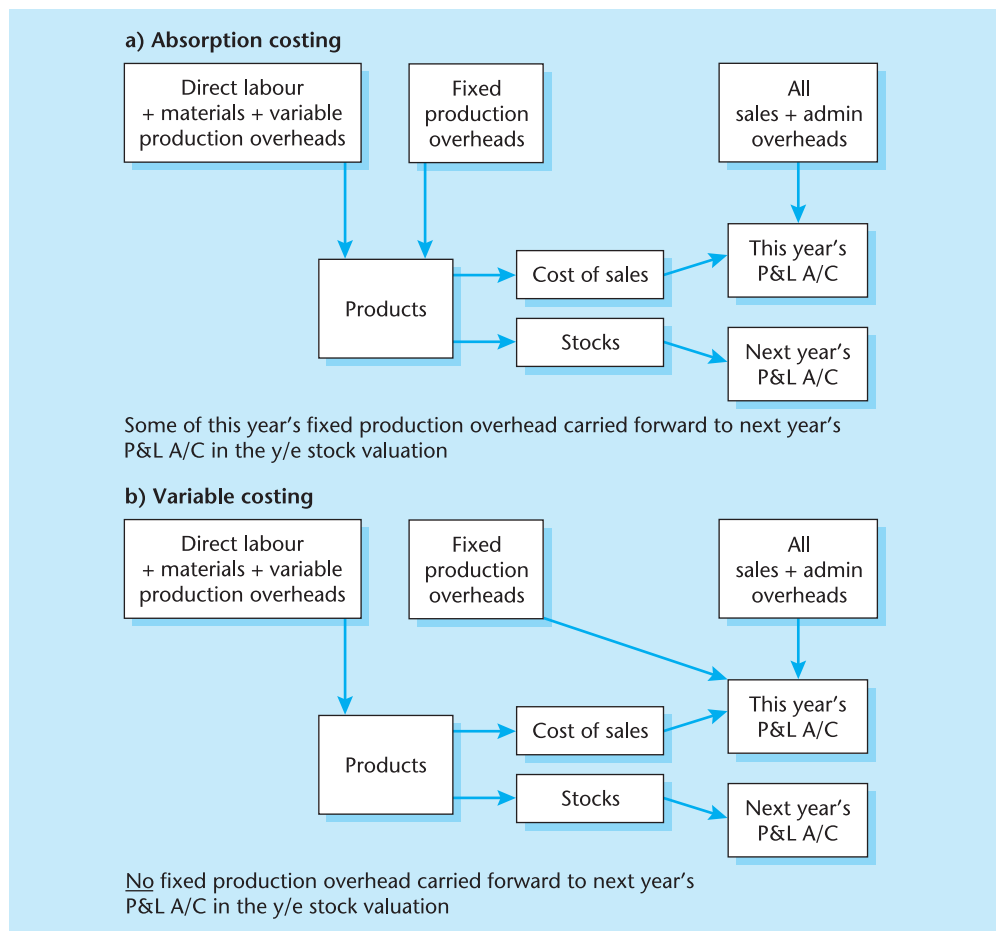 a) Absorption costing
Direct labour
+ materials + variable
production overheads
Fixed
production
overheads
All
sales + admin
overheads
Products
Cost of sales
Stocks
This year’s
P&L A/C
Next year’s
P&L A/C
Some of this year’s fixed production overhead carried forward to next year’s
P&L A/C in the y/e stock valuation
b) Variable costing
Direct labour
+ materials + variable
production overheads
Fixed
production
overheads
All
sales + admin
overheads
Products
Cost of sales
Stocks
This year’s
P&L A/C
Next year’s
P&L A/C
No fixed production overhead carried forward to next year’s
P&L A/C in the y/e stock valuation